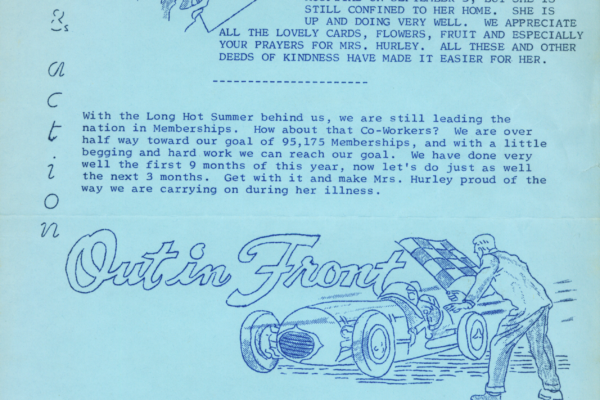 ON SEPTEMBER BUT SHE IS
STILL CONFINED TO HER HOME. SHE IS
UP AND DOING VERY WELL. WE APPRECIATE
ALL THE LOVELY CARDS, FLOWERS, FRUIT AND ESPECIALLY
YOUR PRAYERS FOR MRS. HURLEY. ALL THESE AND OTHER
DEEDS OF KINDNESS HAVE MADE IT EASIER FOR HER.
action
With the Long Hot Summer behind us, we are still leading the
nation in Memberships. How about that Co-Workers? We are over
half way toward our goal of 95,175 Memberships, and with a little
begging and hard work we can reach our goal. We have done very
well the first 9 months of this year, now let's do just as well
the next 3 months. Get with it and make Mrs. Hurley proud of the
way we are carrying on during her illness.
Out in Front